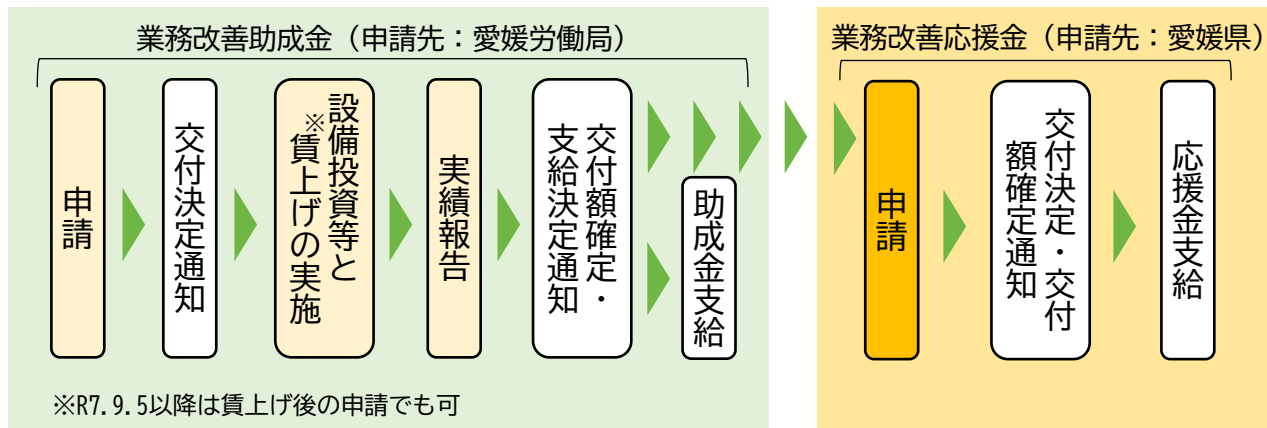 業務改善助成金（申請先：愛媛労働局）
申請
交付決定通知
設備投資等と
※賃上げの実施
実績報告
交付額確定・
支給決定通知
助成金支給
※R7.9.5以降は賃上げ後の申請でも可
業務改善応援金（申請先：愛媛県）
申請
交付決定・交付
額確定通知
応援金支給